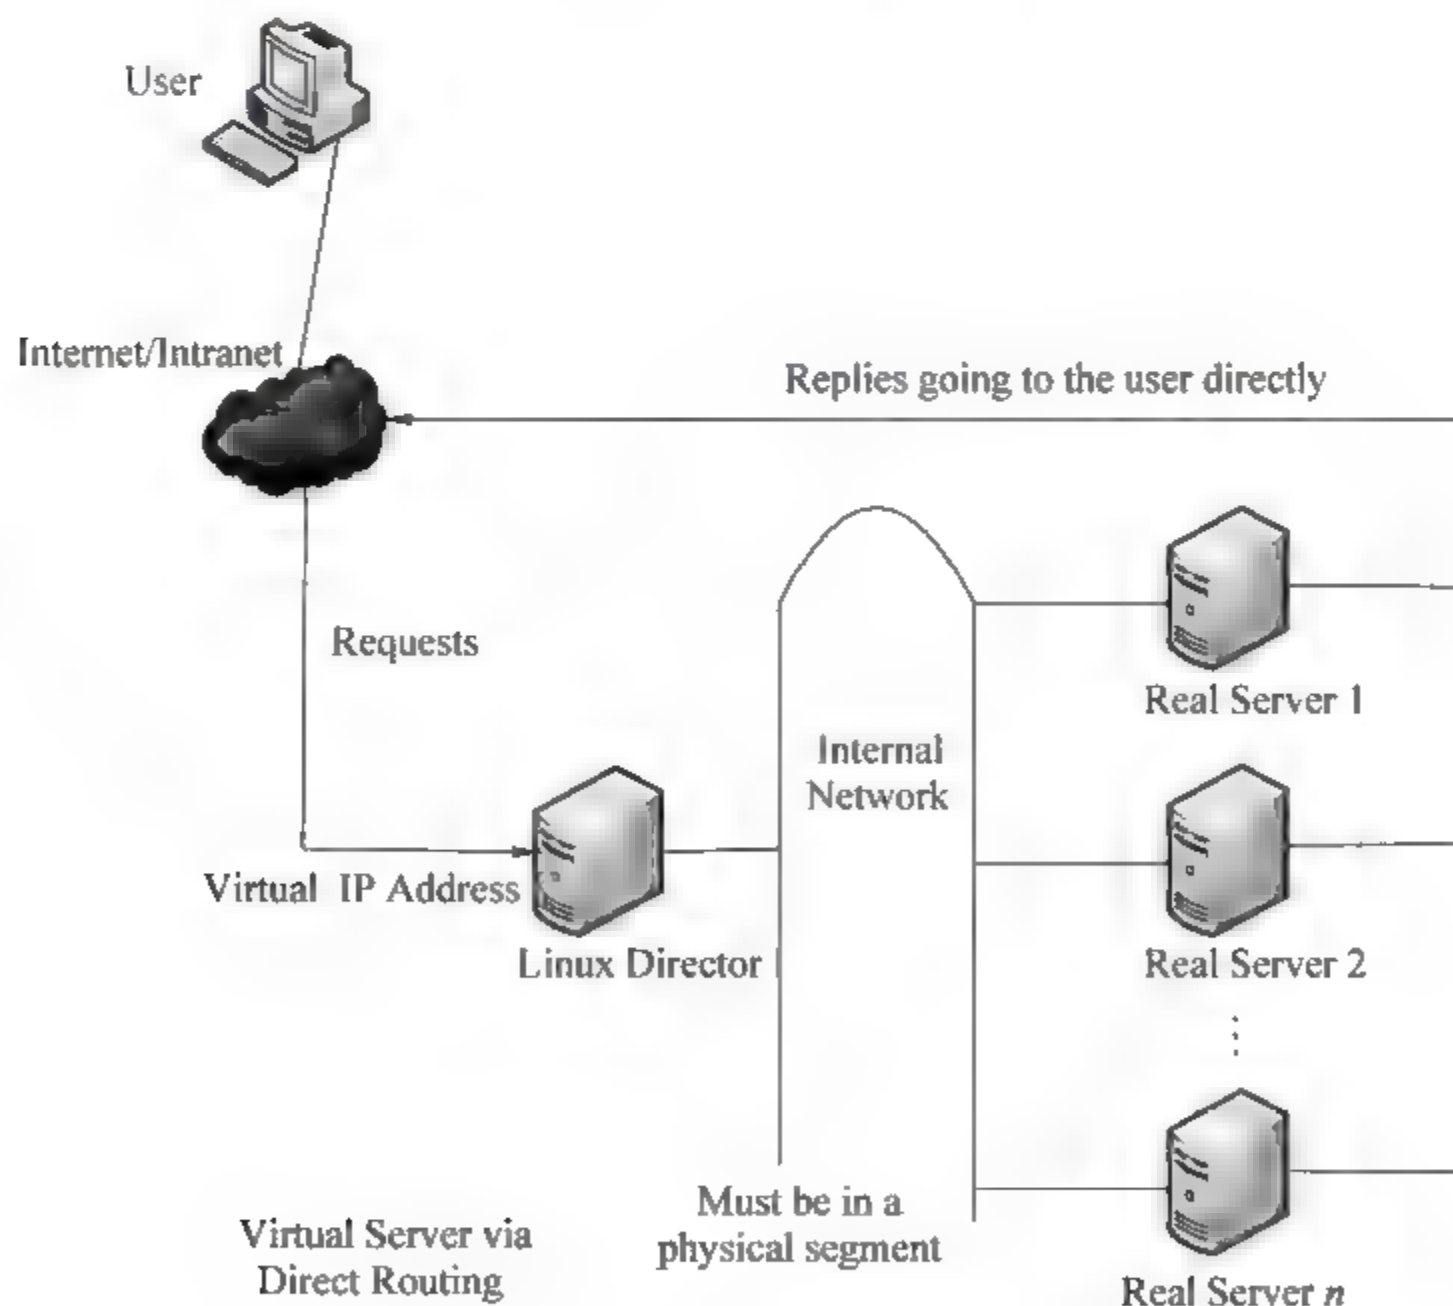 User
Internet/Intranet
Replies going to the user directly
Requests
Real Server 1
Internal
Network
Virtual IP Address
Linux Director
Real Server 2
Must be in a
physical segment
Virtual Server via
Direct Routing
Real Server n